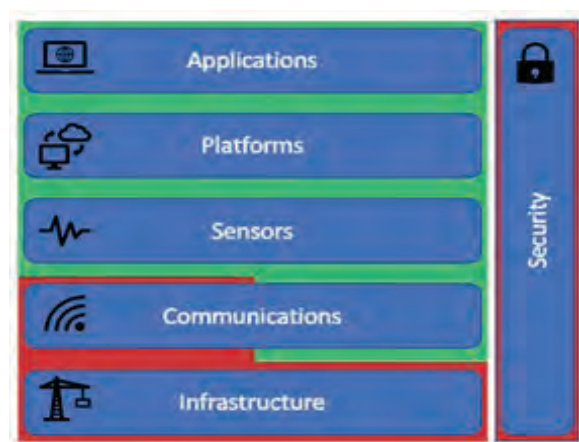 Applications
Platforms
Sensors
Communications
Infrastructure
Security